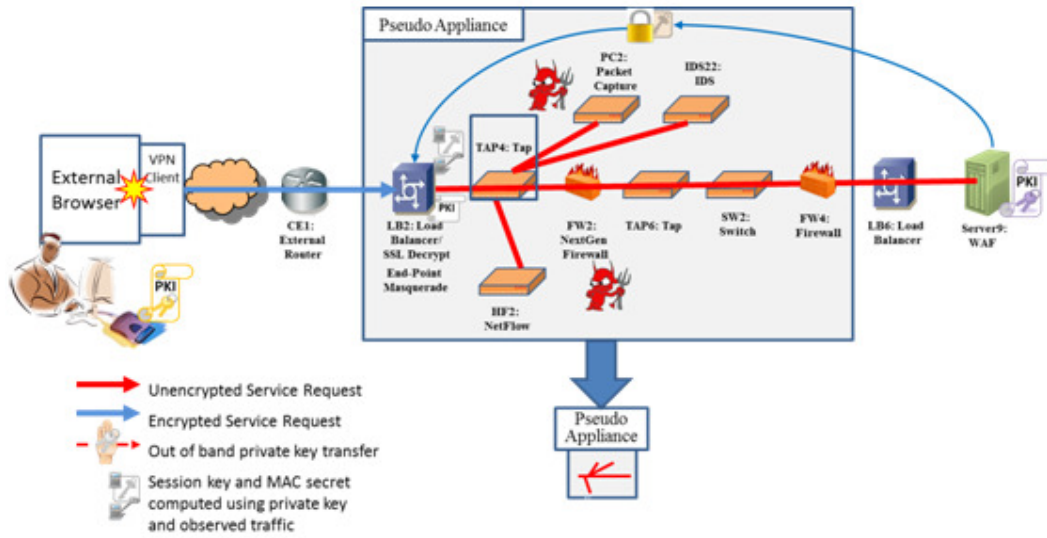 Pseudo Appliance
PC2:
Packet
Capture
IDS22:
IDS
TAP4: Tap
External
Browser
VPN
Client
CE1:
External
Router
PKI
LB2: Load
Balancer/
SSL Decrypt
End-Point
Masquerade
FW2:
NextGen
Firewall
TAP6: Tap
SW2:
Switch
FW4:
Firewall
LB6: Load
Balancer
Server9:
WAF
PKI
PKI
HF2:
NetFlow
Unencrypted Service Request
Encrypted Service Request
Out of band private key transfer
Session key and MAC secret
computed using private key
and observed traffic
Pseudo
Appliance